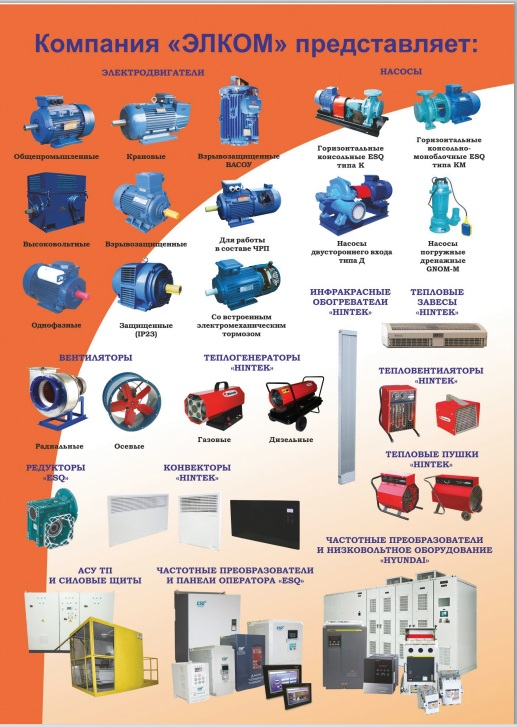 Компания «ЭЛКОМ» представляет:
ЭЛЕКТРОДВИГАТЕЛИ
НАСОСЫ
Общепромышленные
Крановые
Взрывозащищенные
ВАСОУ
Горизонтальные
консольные ESQ
типа К
Горизонтальные
консольно-
моноблочные ESQ
типа КМ
Высоковольтные
Взрывозащищенные
Для работы
в составе ЧРП
Насосы
двустороннего входа
типа Д
Насосы
погружные
дренажные
GNOM-M
Однофазные
Защищенные
(IP23)
Со встроенным
электромеханическим
тормозом
ИНФРАКРАСНЫЕ
ОБОГРЕВАТЕЛИ
«HINTEK»
ТЕПЛОВЫЕ
ЗАВЕСЫ
«HINTEK»
ВЕНТИЛЯТОРЫ
ТЕПЛОГЕНЕРАТОРЫ
«HINTEK»
ТЕПЛОВЕНТИЛЯТОРЫ
«HINTEK»
Радиальные
Осевые
Газовые
Дизельные
ТЕПЛОВЫЕ ПУШКИ
«HINTEK»
РЕДУКТОРЫ
«ESQ»
КОНВЕКТОРЫ
«HINTEK»
ЧАСТОТНЫЕ ПРЕОБРАЗОВАТЕЛИ
И НИЗКОВОЛЬТНОЕ ОБОРУДОВАНИЕ
«HYUNDAI»
АСУ ТП
И СИЛОВЫЕ ЩИТЫ
ЧАСТОТНЫЕ ПРЕОБРАЗОВАТЕЛИ
И ПАНЕЛИ ОПЕРАТОРА «ESQ»